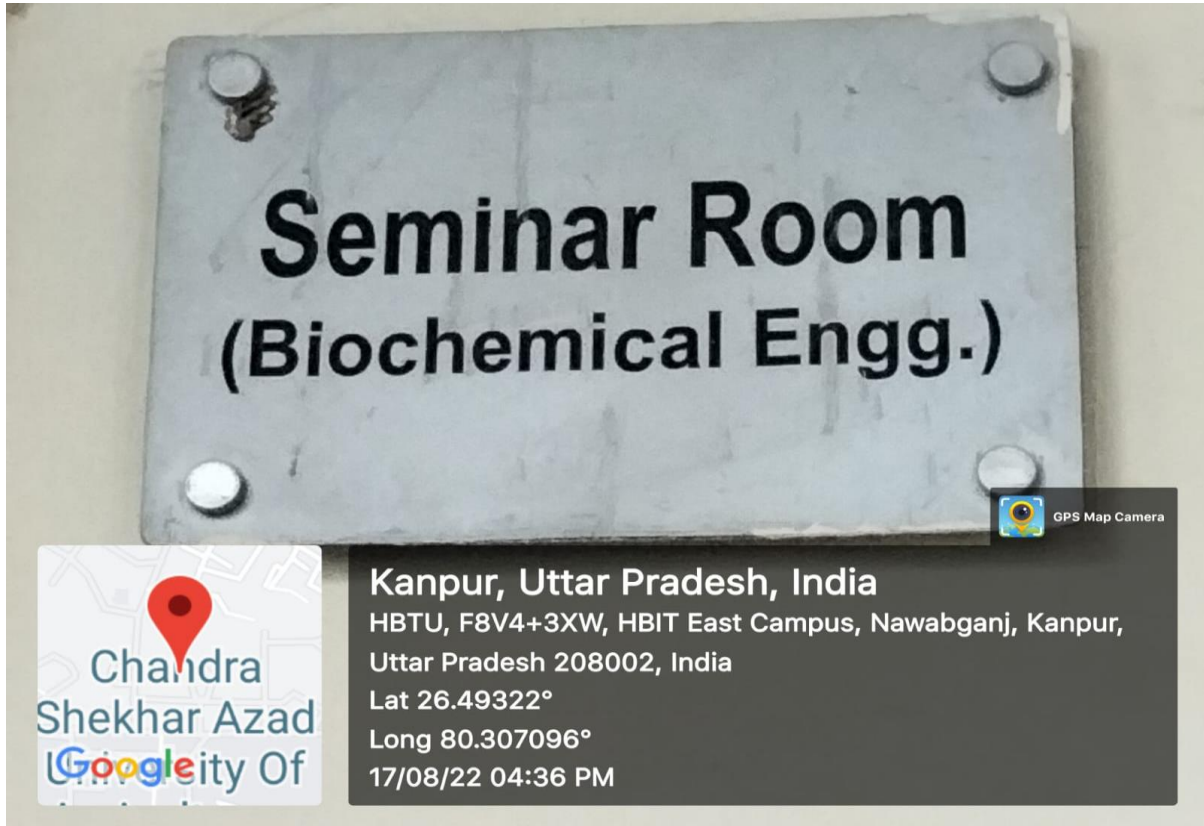 Seminar Room
(Biochemical Engg.)
GPS Map Camera
Kanpur, Uttar Pradesh, India
HBTU, F8V4+3XW, HBIT East Campus, Nawabganj, Kanpur,
Uttar Pradesh 208002, India
Lat 26.49322°
Long 80.307096°
17/08/22 04:36 PM
Chandra
Shekhar Azad
University Of
Google